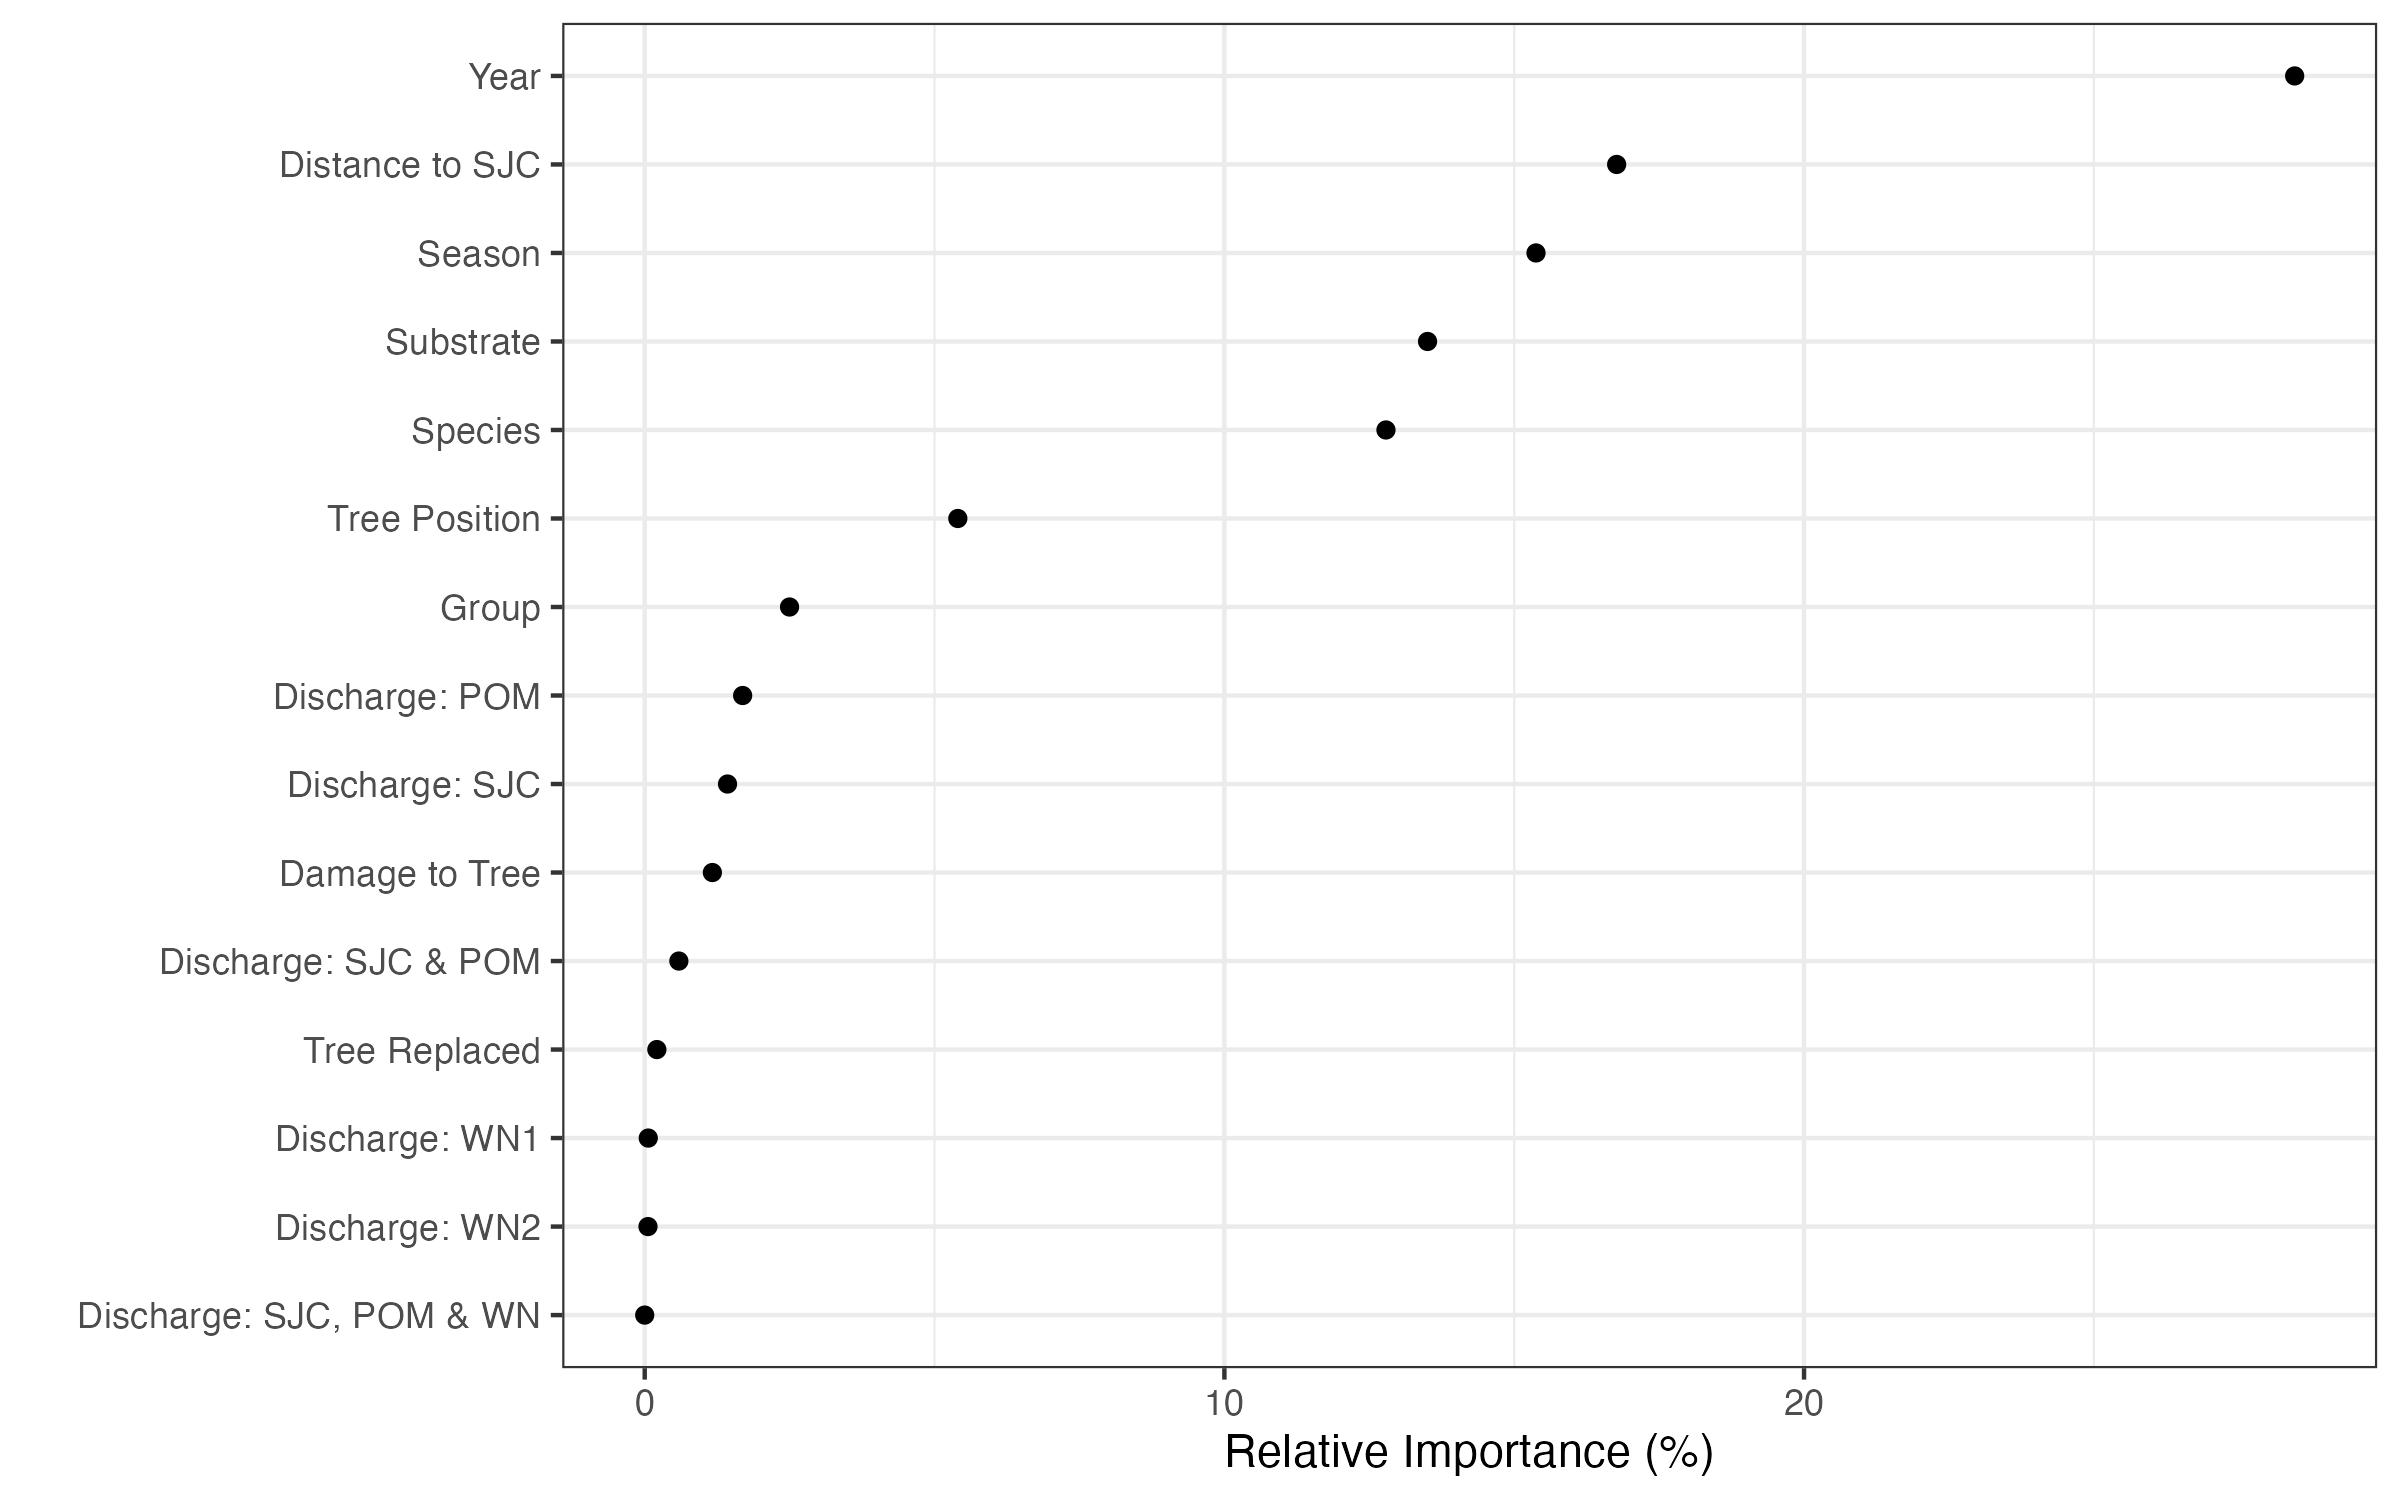 Year
Distance to SJC
Season
Substrate
Species
Tree Position
Group
Discharge: POM
Discharge: SJC
Damage to Tree
Discharge: SJC & POM
Tree Replaced
Discharge: WN1
Discharge: WN2
Discharge: SJC, POM & WN
0 10 20
Relative Importance (%)